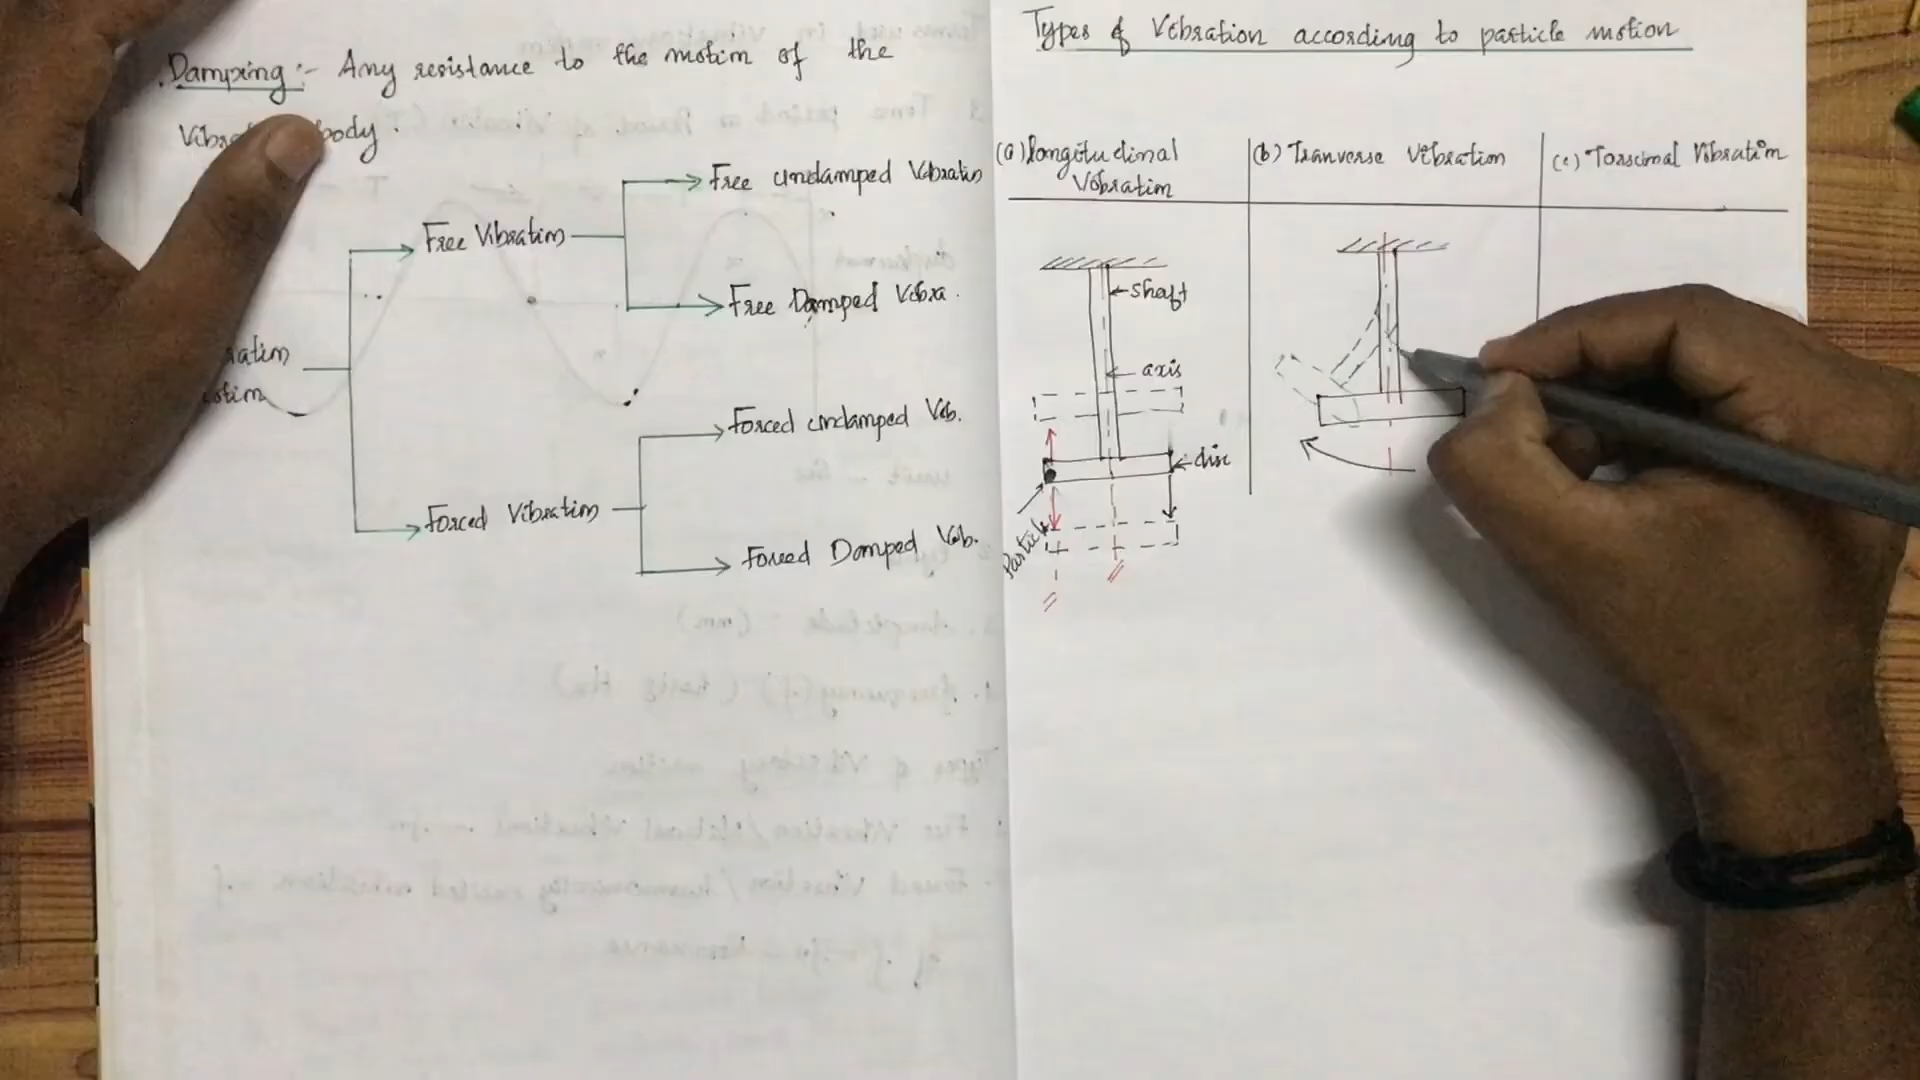 Damping :- Any resistance to the motion of the
body.
Free Vibration
Free undamped Vibration
Free Damped Vibra.
Forced Vibration
Forced undamped Vib.
Forced Damped Vib.
Types of Vibration according to particle motion
(a) longitudinal
Vibration
(b) Tranverse Vibration
(c) Torsional Vibration
shaft
axis
disc
Particle